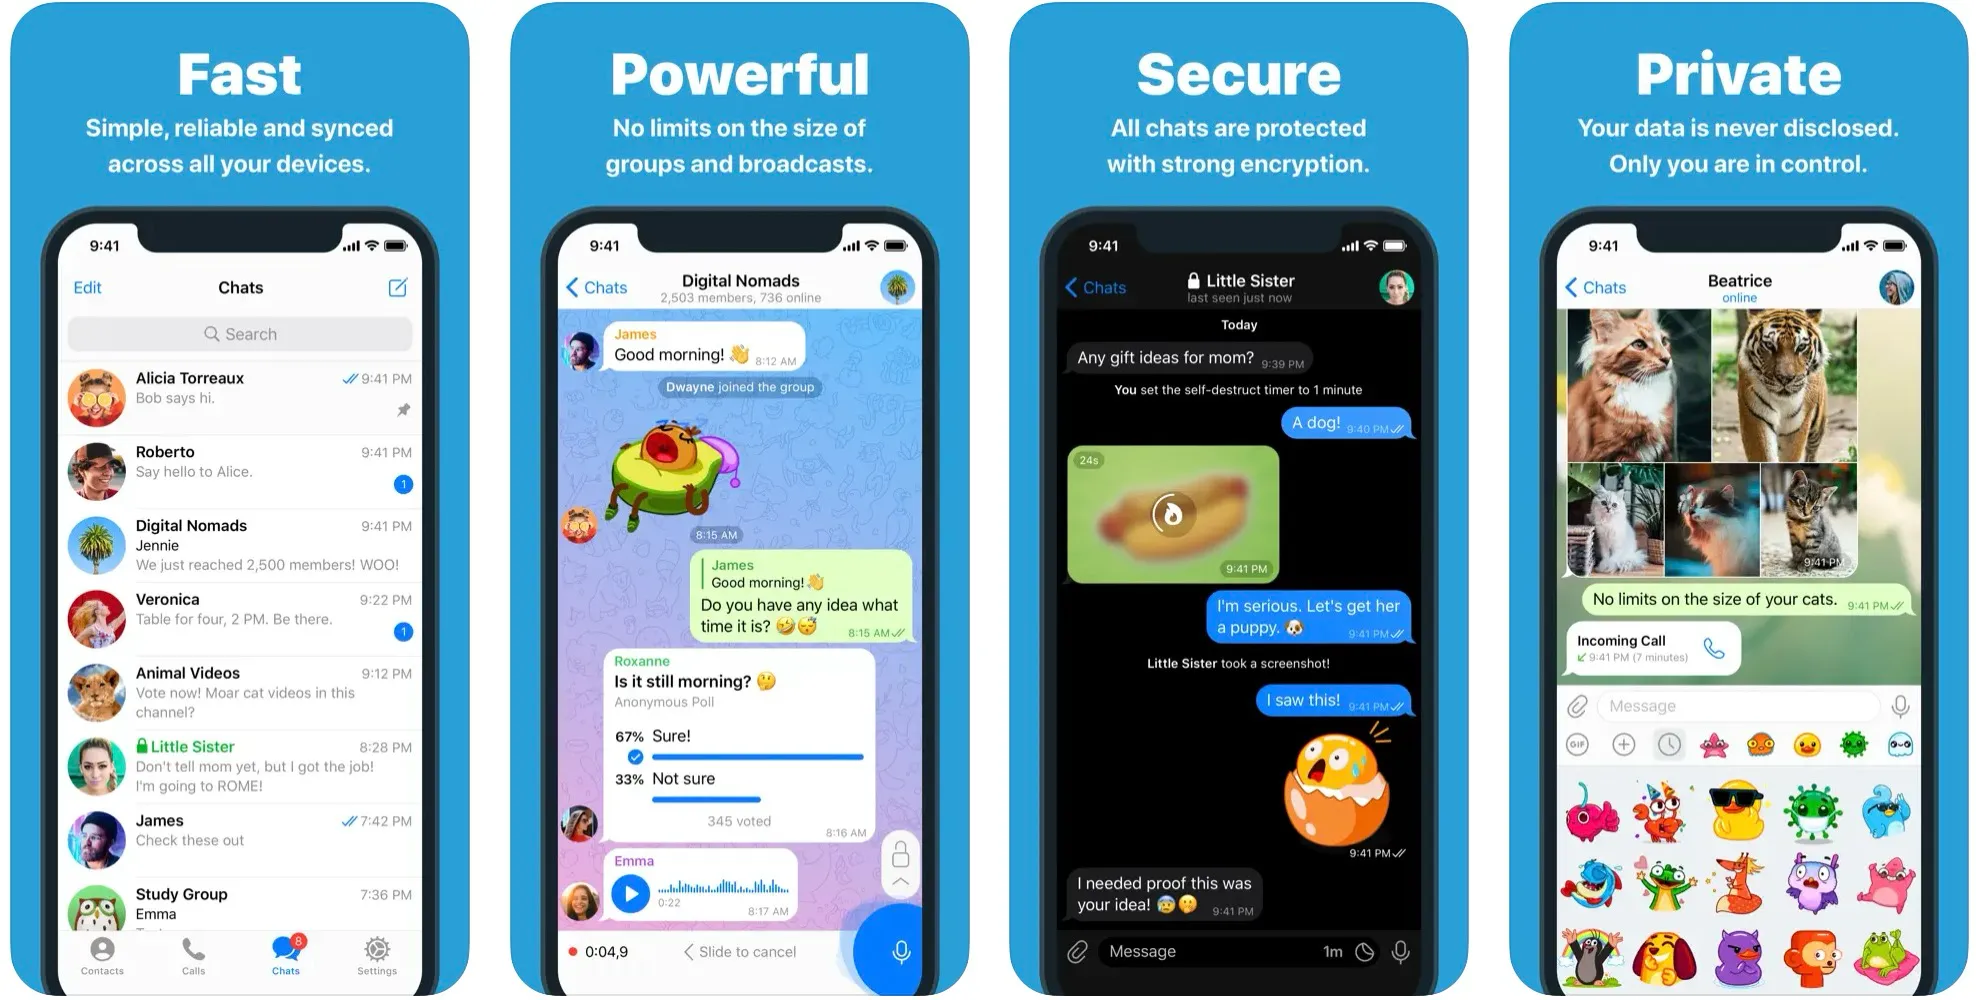 Fast
Simple, reliable and synced
across all your devices.
9:41
Edit
Chats
Search
Alicia Torreaux
9:41 PM
Bob says hi.
Roberto
9:41 PM
Say hello to Alice.
1
Digital Nomads
9:41 PM
Jennie
We just reached 2,500 members! WOO!
Veronica
9:22 PM
Table for four, 2 PM. Be there.
1
Animal Videos
9:12 PM
Vote now! Moar cat videos in this
channel?
Little Sister
8:28 PM
Don't tell mom yet, but I got the job!
I'm going to ROME!
James
7:42 PM
Check these out
Study Group
7:36 PM
Emma
8
Contacts
Calls
Chats
Settings
Powerful
No limits on the size of
groups and broadcasts.
9:41
Chats
Digital Nomads
2,503 members, 736 online
James
Good morning! 👋 8:12 AM
Dwayne joined the group
8:15 AM
James
Good morning! 👋
Do you have any idea what
time it is? 🤣😴 8:15 AM
Roxanne
Is it still morning? 🤔
Anonymous Poll
67% Sure!
33% Not sure
345 voted
8:16 AM
Emma
0:22
8:17 AM
0:04,9
Slide to cancel
Secure
All chats are protected
with strong encryption.
9:41
Chats
Little Sister
last seen just now
Today
Any gift ideas for mom? 9:39 PM
You set the self-destruct timer to 1 minute
A dog! 9:40 PM
24s
9:41 PM
I'm serious. Let's get her
a puppy. 🐶 9:41 PM
Little Sister took a screenshot!
I saw this! 9:41 PM
9:41 PM
I needed proof this was
your idea! 😰🤫 9:41 PM
Message
1m
Private
Your data is never disclosed.
Only you are in control.
9:41
Chats
Beatrice
online
9:41 PM
No limits on the size of your cats. 9:41 PM
Incoming Call
9:41 PM (7 minutes)
Message
GIF